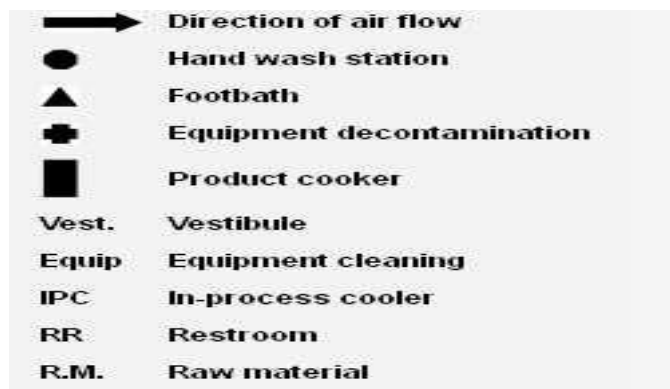 Direction of air flow
Hand wash station
Footbath
Equipment decontamination
Product cooker
Vest. Vestibule
Equip Equipment cleaning
IPC In-process cooler
RR Restroom
R.M. Raw material